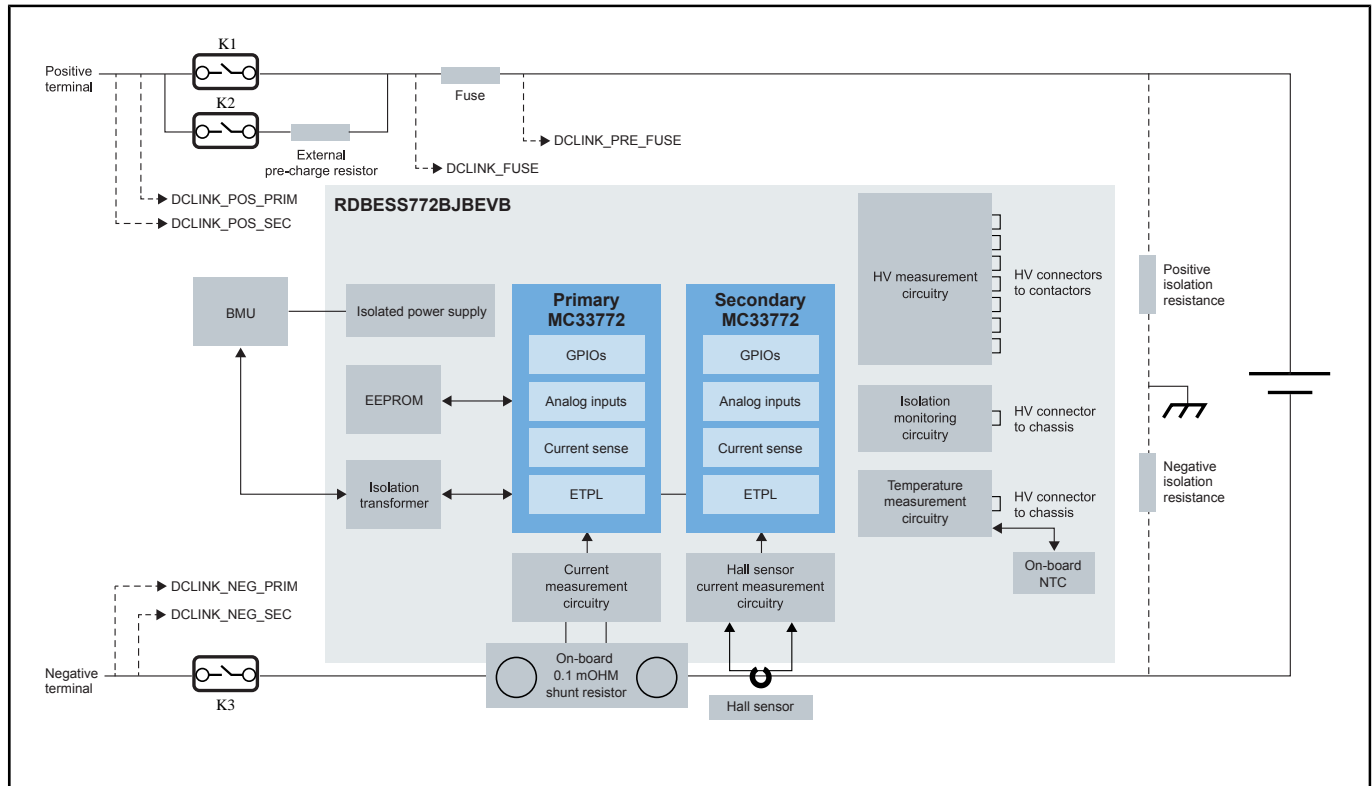 K1
Positive
terminal
K2
Fuse
External
pre-charge resistor
DCLINK_PRE_FUSE
DCLINK_FUSE
DCLINK_POS_PRIM
DCLINK_POS_SEC
RDBESS772BJBEVB
BMU
Isolated power supply
EEPROM
Isolation
transformer
Primary
MC33772
GPIOs
Analog inputs
Current sense
ETPL
Secondary
MC33772
GPIOs
Analog inputs
Current sense
ETPL
HV measurement
circuitry
HV connectors
to contactors
Isolation
monitoring
circuitry
HV connector
to chassis
Temperature
measurement
circuitry
HV connector
to chassis
On-board
NTC
Positive
isolation
resistance
Negative
isolation
resistance
Current
measurement
circuitry
Hall sensor
current measurement
circuitry
DCLINK_NEG_PRIM
DCLINK_NEG_SEC
Negative
terminal
K3
On-board
0.1 mOHM
shunt resistor
Hall sensor